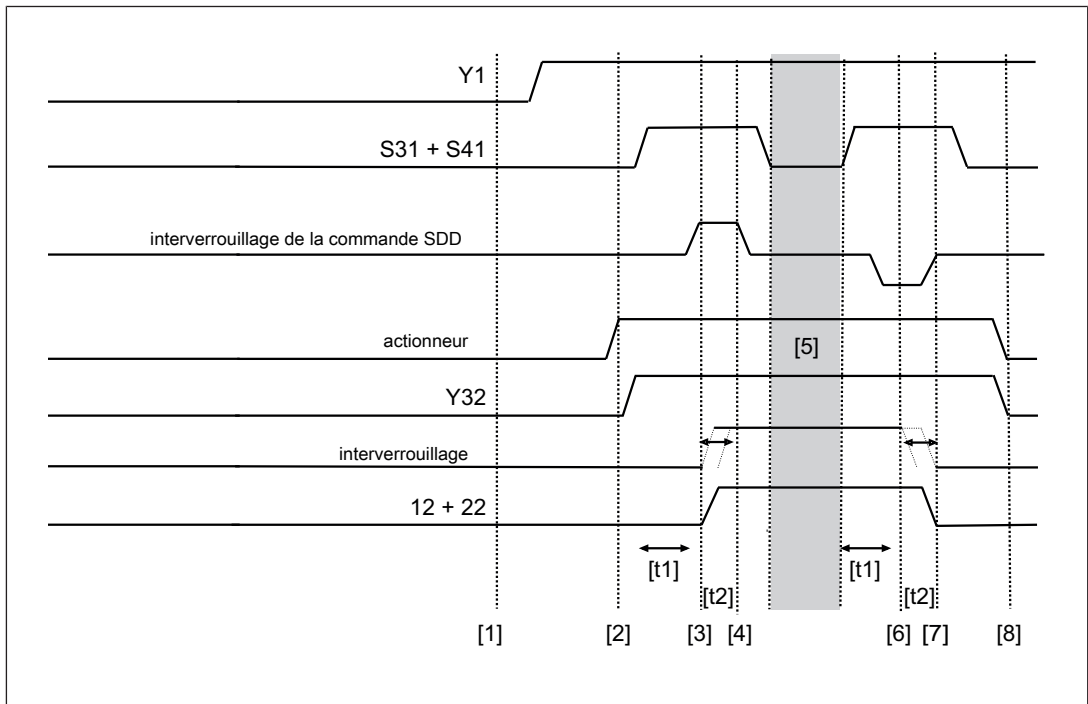 Y1
S31 + S41
interverrouillage de la commande SDD
actionneur
[5]
Y32
interverrouillage
12 + 22
[t1] [t1]
[t2] [t2]
[1] [2] [3] [4] [6] [7] [8]